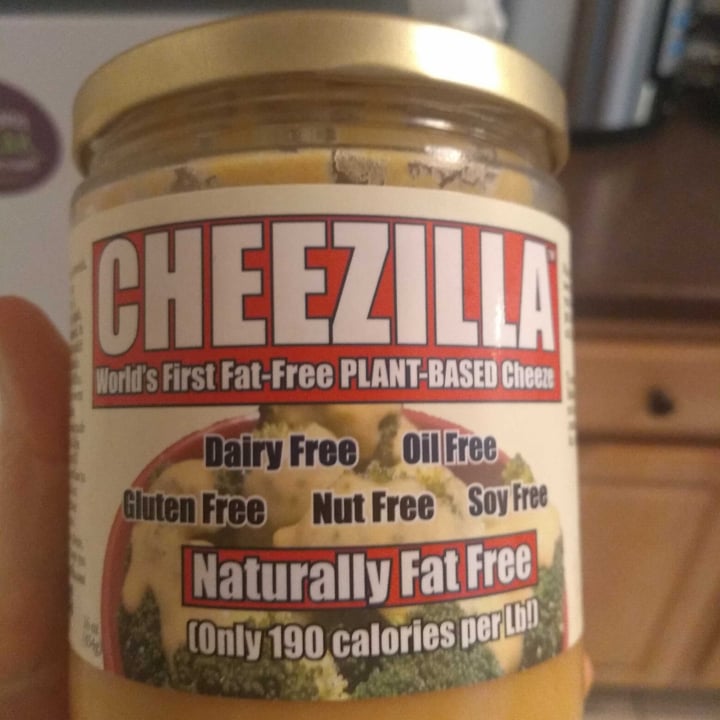 CHEEZILLA™
World's First Fat-Free PLANT-BASED Cheeze
Dairy Free Oil Free
Gluten Free Nut Free Soy Free
Naturally Fat Free
(Only 190 calories per Lb!)